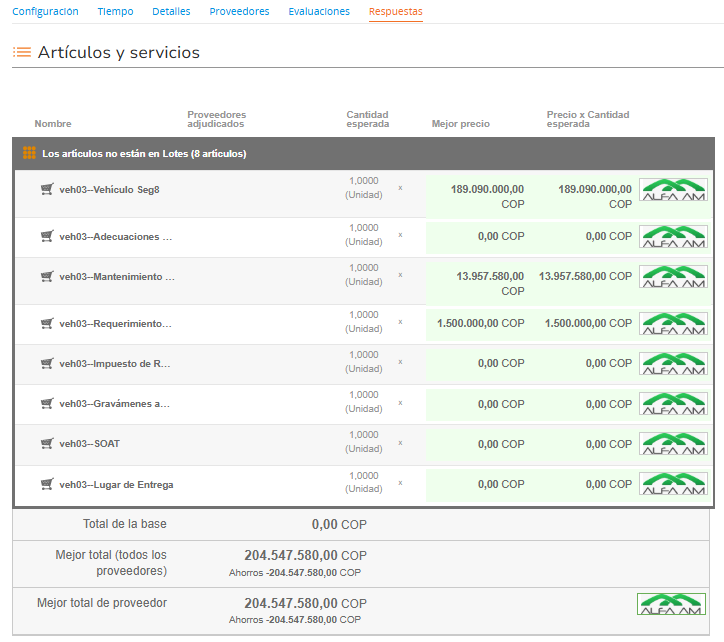 Configuración Tiempo Detalles Proveedores Evaluaciones Respuestas
Artículos y servicios
Nombre Proveedores adjudicados Cantidad esperada Mejor precio Precio x Cantidad esperada
Los artículos no están en Lotes (8 artículos)
veh03--Vehículo Seg8 1,0000 (Unidad) x 189.090.000,00 COP 189.090.000,00 COP ALFA AM
veh03--Adecuaciones ... 1,0000 (Unidad) x 0,00 COP 0,00 COP ALFA AM
veh03--Mantenimiento ... 1,0000 (Unidad) x 13.957.580,00 COP 13.957.580,00 COP ALFA AM
veh03--Requerimiento... 1,0000 (Unidad) x 1.500.000,00 COP 1.500.000,00 COP ALFA AM
veh03--Impuesto de R... 1,0000 (Unidad) x 0,00 COP 0,00 COP ALFA AM
veh03--Gravámenes a... 1,0000 (Unidad) x 0,00 COP 0,00 COP ALFA AM
veh03--SOAT 1,0000 (Unidad) x 0,00 COP 0,00 COP ALFA AM
veh03--Lugar de Entrega 1,0000 (Unidad) x 0,00 COP 0,00 COP ALFA AM
Total de la base 0,00 COP
Mejor total (todos los proveedores) 204.547.580,00 COP
Ahorros -204.547.580,00 COP
Mejor total de proveedor 204.547.580,00 COP ALFA AM
Ahorros -204.547.580,00 COP